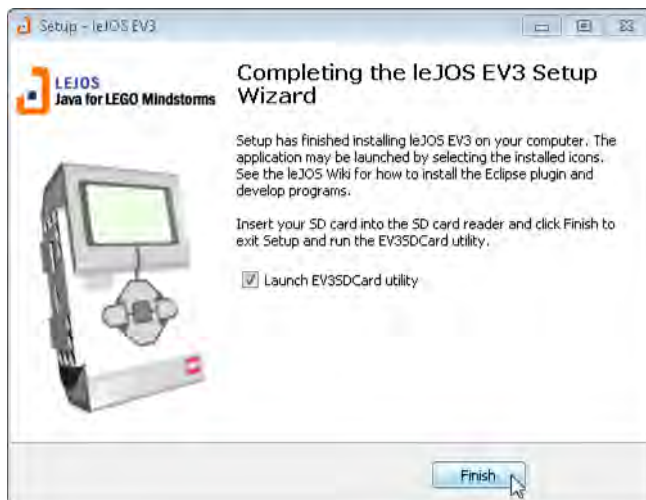 Setup - leJOS EV3
LEJOS
Java for LEGO Mindstorms
Completing the leJOS EV3 Setup
Wizard
Setup has finished installing leJOS EV3 on your computer. The
application may be launched by selecting the installed icons.
See the leJOS Wiki for how to install the Eclipse plugin and
develop programs.
Insert your SD card into the SD card reader and click Finish to
exit Setup and run the EV3SDCard utility.
Launch EV3SDCard utility
Finish